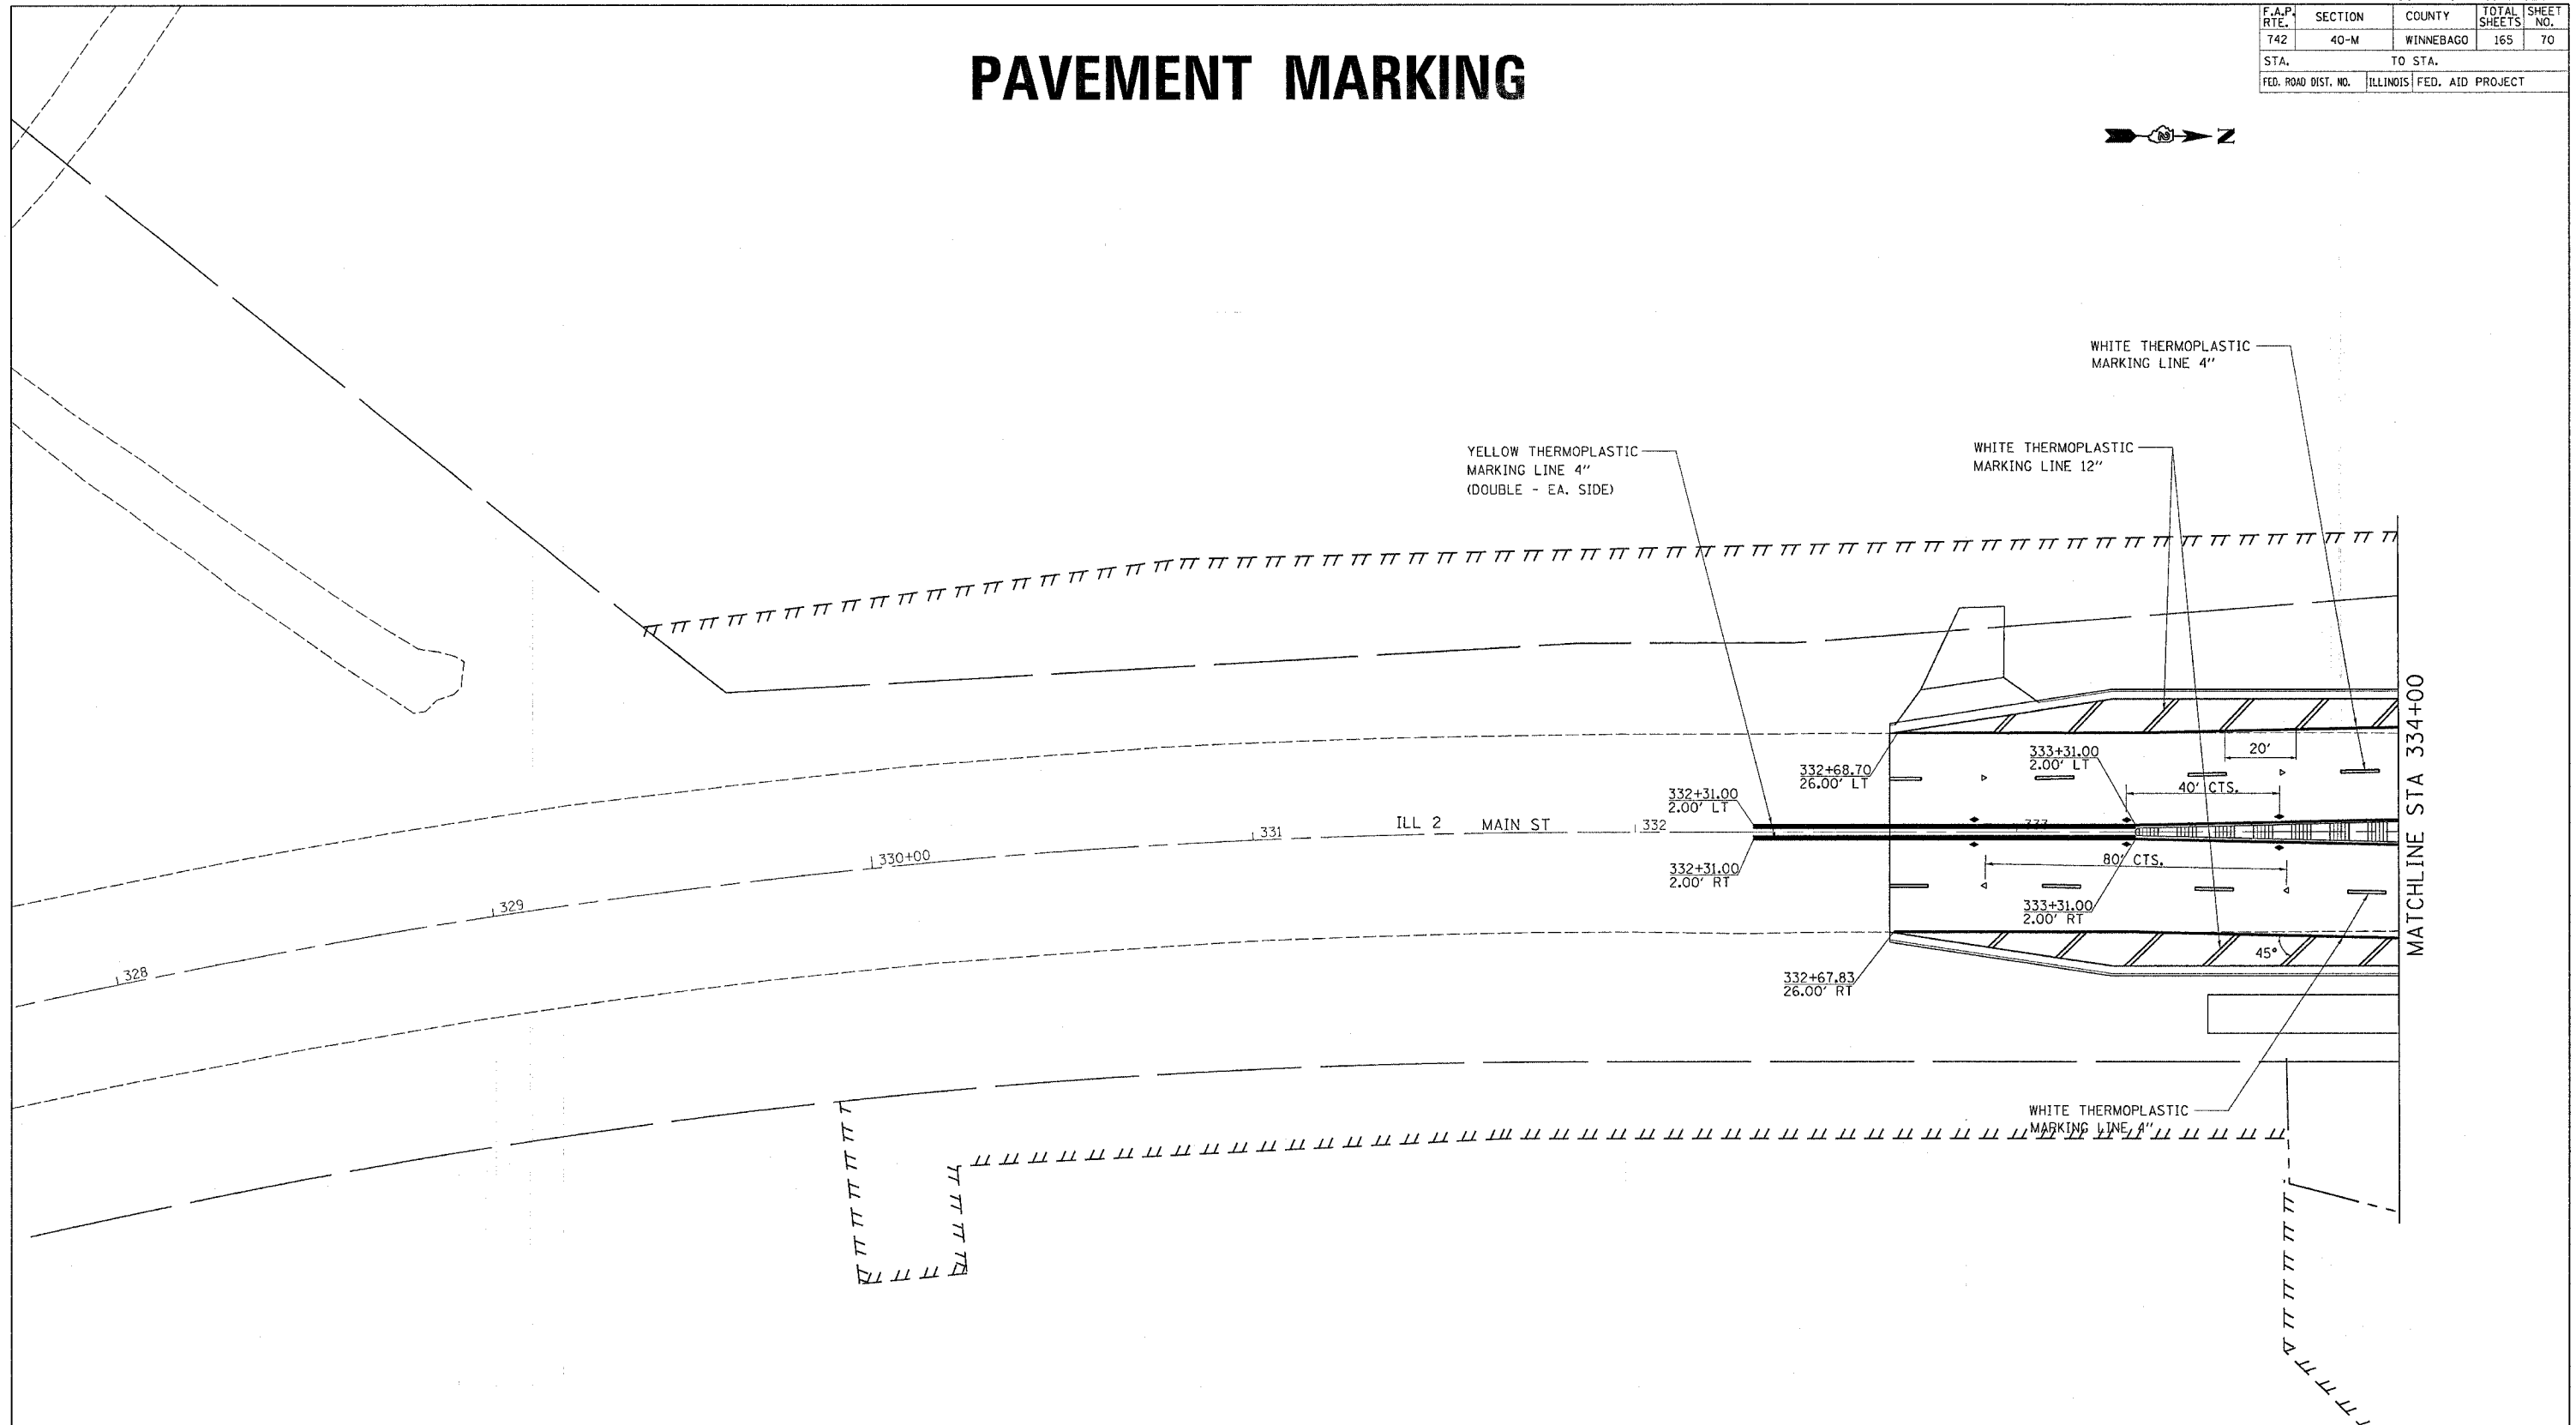 F.A.P. RTE. SECTION COUNTY TOTAL SHEETS SHEET NO.
742 40-M WINNEBAGO 165 70
STA. TO STA.
FED. ROAD DIST. NO. ILLINOIS FED. AID PROJECT
PAVEMENT MARKING
N
WHITE THERMOPLASTIC
MARKING LINE 4"
YELLOW THERMOPLASTIC
MARKING LINE 4"
(DOUBLE - EA. SIDE)
WHITE THERMOPLASTIC
MARKING LINE 12"
MATCHLINE STA 334+00
20'
333+31.00
2.00' LT
332+68.70
26.00' LT
40' CTS.
332+31.00
2.00' LT
ILL 2 MAIN ST
328
329
330+00
331
332
333
80' CTS.
332+31.00
2.00' RT
333+31.00
2.00' RT
45°
332+67.83
26.00' RT
WHITE THERMOPLASTIC
MARKING LINE 4"